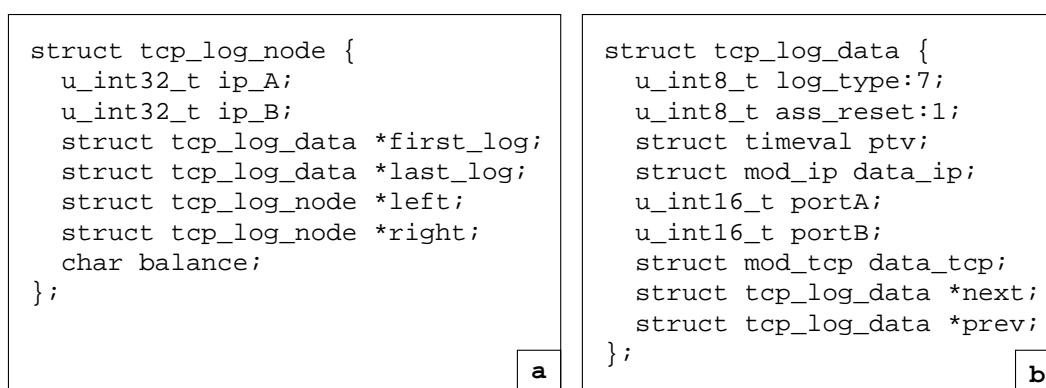 struct tcp_log_node {
u_int32_t ip_A;
u_int32_t ip_B;
struct tcp_log_data *first_log;
struct tcp_log_data *last_log;
struct tcp_log_node *left;
struct tcp_log_node *right;
char balance;
};
a
struct tcp_log_data {
u_int8_t log_type:7;
u_int8_t ass_reset:1;
struct timeval ptv;
struct mod_ip data_ip;
u_int16_t portA;
u_int16_t portB;
struct mod_tcp data_tcp;
struct tcp_log_data *next;
struct tcp_log_data *prev;
};
b